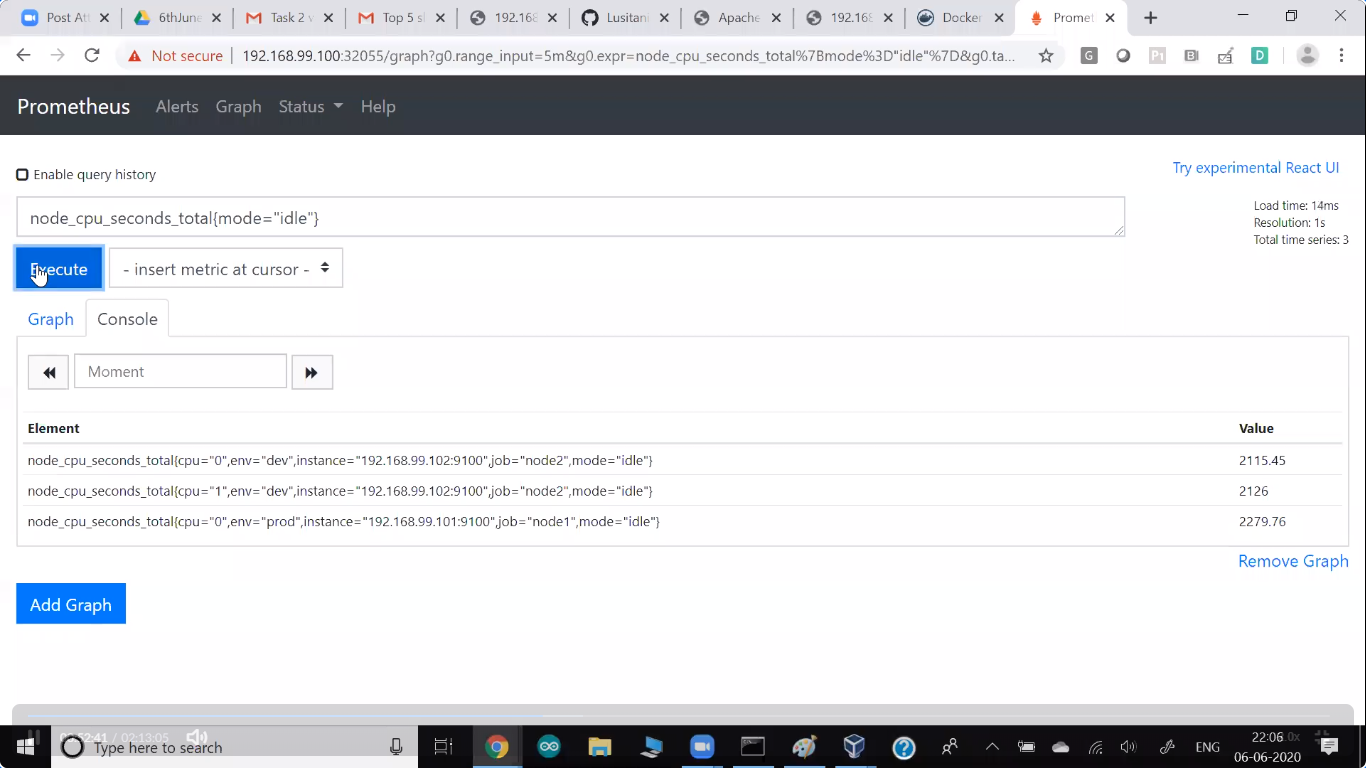 Post At
6thJune
Task 2 v
Top 5 sl
192.168
Lusitani
Apache
192.168
Docker
Promet
Not secure
192.168.99.100:32055/graph?g0.range_input=5m&g0.expr=node_cpu_seconds_total%7Bmode%3D"idle"%7D&g0.ta...
Prometheus Alerts Graph Status Help
Enable query history
Try experimental React UI
node_cpu_seconds_total{mode="idle"}
Load time: 14ms
Resolution: 1s
Total time series: 3
Execute
- insert metric at cursor -
Graph Console
Moment
Element Value
node_cpu_seconds_total{cpu="0",env="dev",instance="192.168.99.102:9100",job="node2",mode="idle"} 2115.45
node_cpu_seconds_total{cpu="1",env="dev",instance="192.168.99.102:9100",job="node2",mode="idle"} 2126
node_cpu_seconds_total{cpu="0",env="prod",instance="192.168.99.101:9100",job="node1",mode="idle"} 2279.76
Remove Graph
Add Graph
02:13:05
Type here to search
ENG
22:06
06-06-2020